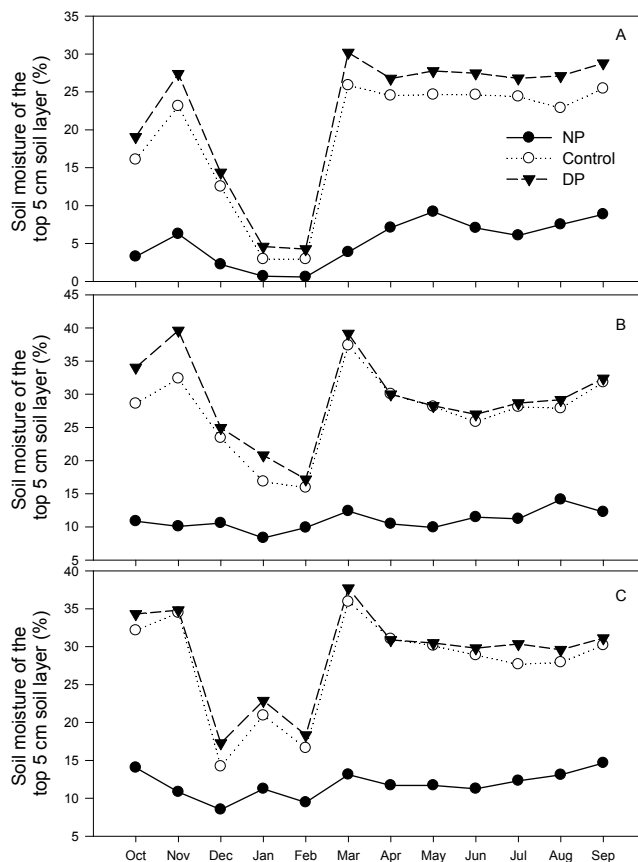 35
30
25
20
15
10
5
0
Soil moisture of the
top 5 cm soil layer (%)
A
NP
Control
DP
45
40
35
30
25
20
15
10
5
Soil moisture of the
top 5 cm soil layer (%)
B
40
35
30
25
20
15
10
5
Soil moisture of the
top 5 cm soil layer (%)
C
Oct Nov Dec Jan Feb Mar Apr May Jun Jul Aug Sep